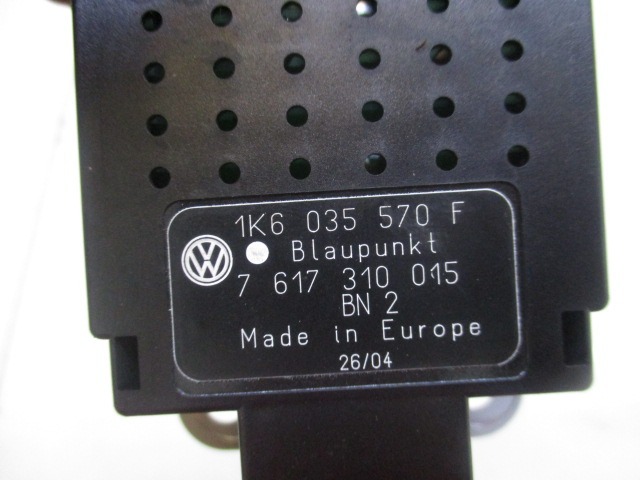 1K6 035 570 F
Blaupunkt
7 617 310 015
BN 2
Made in Europe
26/04